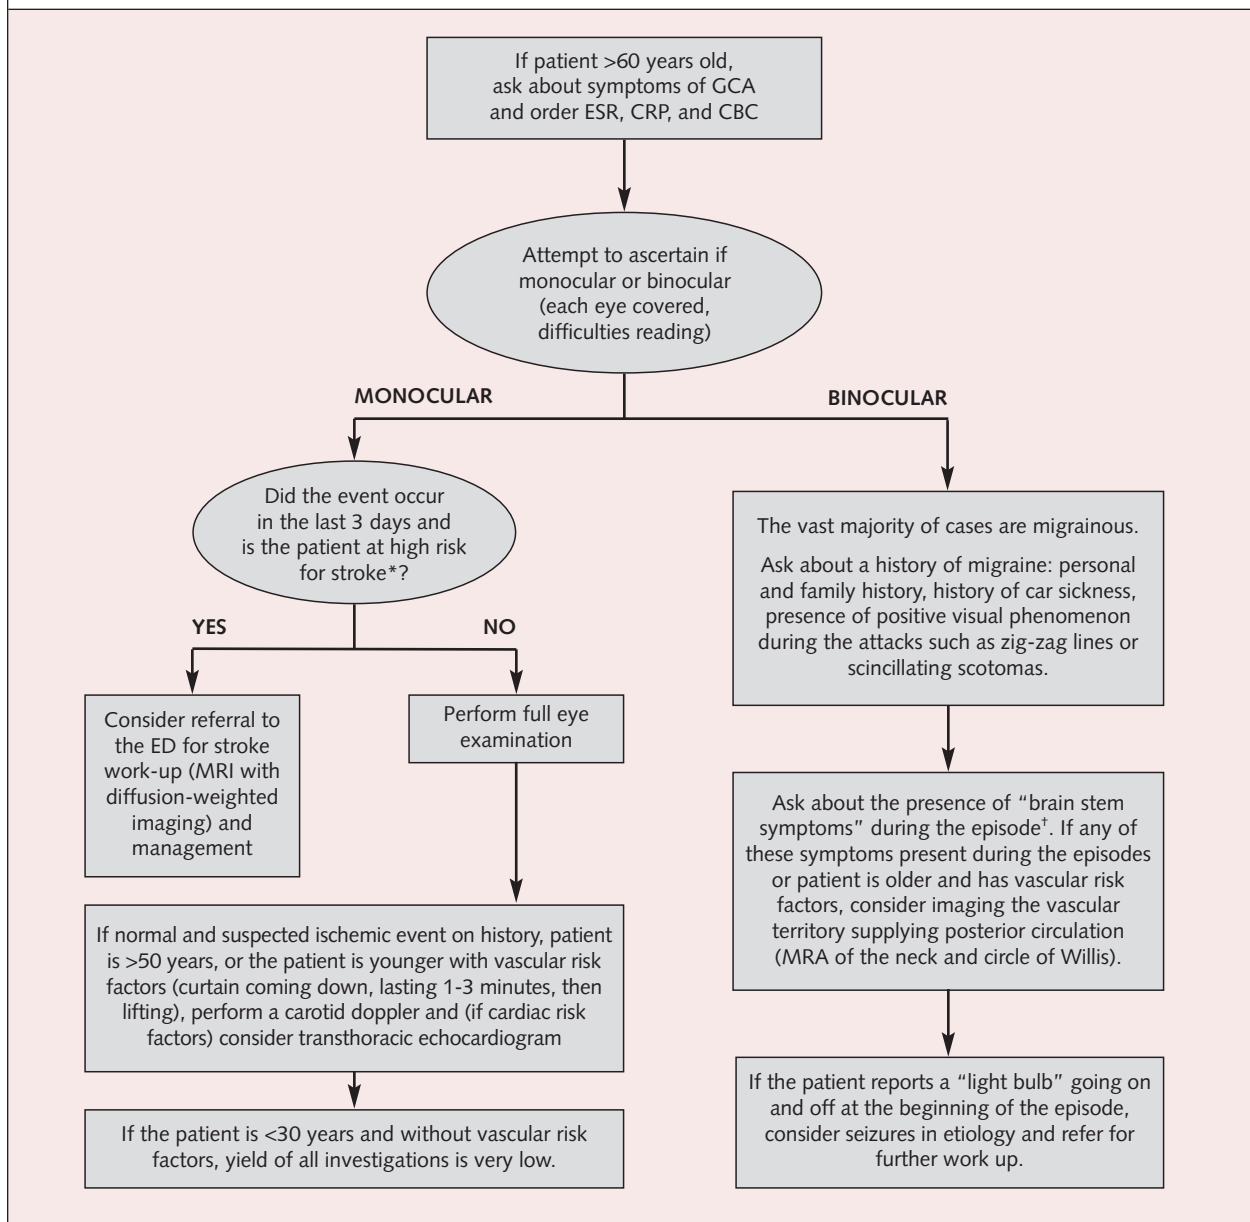 If patient >60 years old,
ask about symptoms of GCA
and order ESR, CRP, and CBC
Attempt to ascertain if
monocular or binocular
(each eye covered,
difficulties reading)
MONOCULAR
BINOCULAR
Did the event occur
in the last 3 days and
is the patient at high risk
for stroke*?
YES
NO
Consider referral to
the ED for stroke
work-up (MRI with
diffusion-weighted
imaging) and
management
Perform full eye
examination
If normal and suspected ischemic event on history, patient
is >50 years, or the patient is younger with vascular risk
factors (curtain coming down, lasting 1-3 minutes, then
lifting), perform a carotid doppler and (if cardiac risk
factors) consider transthoracic echocardiogram
If the patient is <30 years and without vascular risk
factors, yield of all investigations is very low.
The vast majority of cases are migrainous.
Ask about a history of migraine: personal
and family history, history of car sickness,
presence of positive visual phenomenon
during the attacks such as zig-zag lines or
scincillating scotomas.
Ask about the presence of “brain stem
symptoms” during the episode†. If any of
these symptoms present during the episodes
or patient is older and has vascular risk
factors, consider imaging the vascular
territory supplying posterior circulation
(MRA of the neck and circle of Willis).
If the patient reports a “light bulb” going on
and off at the beginning of the episode,
consider seizures in etiology and refer for
further work up.